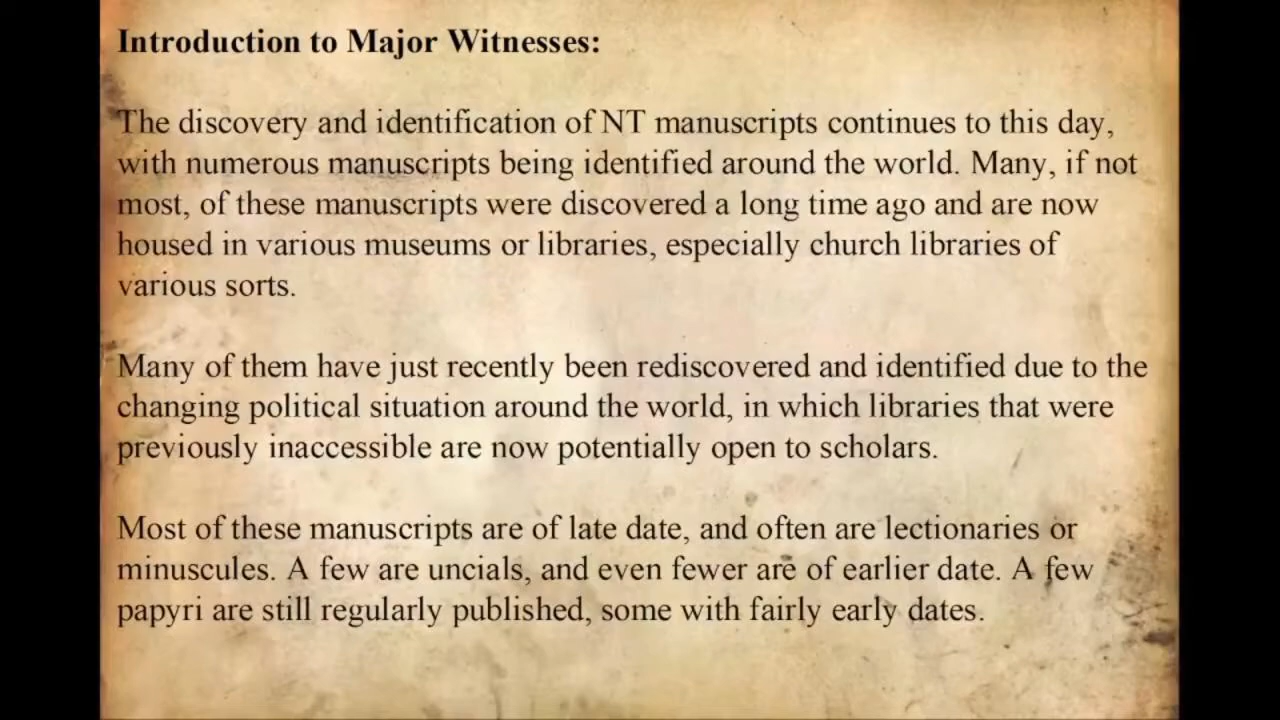 Introduction to Major Witnesses:
The discovery and identification of NT manuscripts continues to this day,
with numerous manuscripts being identified around the world. Many, if not
most, of these manuscripts were discovered a long time ago and are now
housed in various museums or libraries, especially church libraries of
various sorts.
Many of them have just recently been rediscovered and identified due to the
changing political situation around the world, in which libraries that were
previously inaccessible are now potentially open to scholars.
Most of these manuscripts are of late date, and often are lectionaries or
minuscules. A few are uncials, and even fewer are of earlier date. A few
papyri are still regularly published, some with fairly early dates.